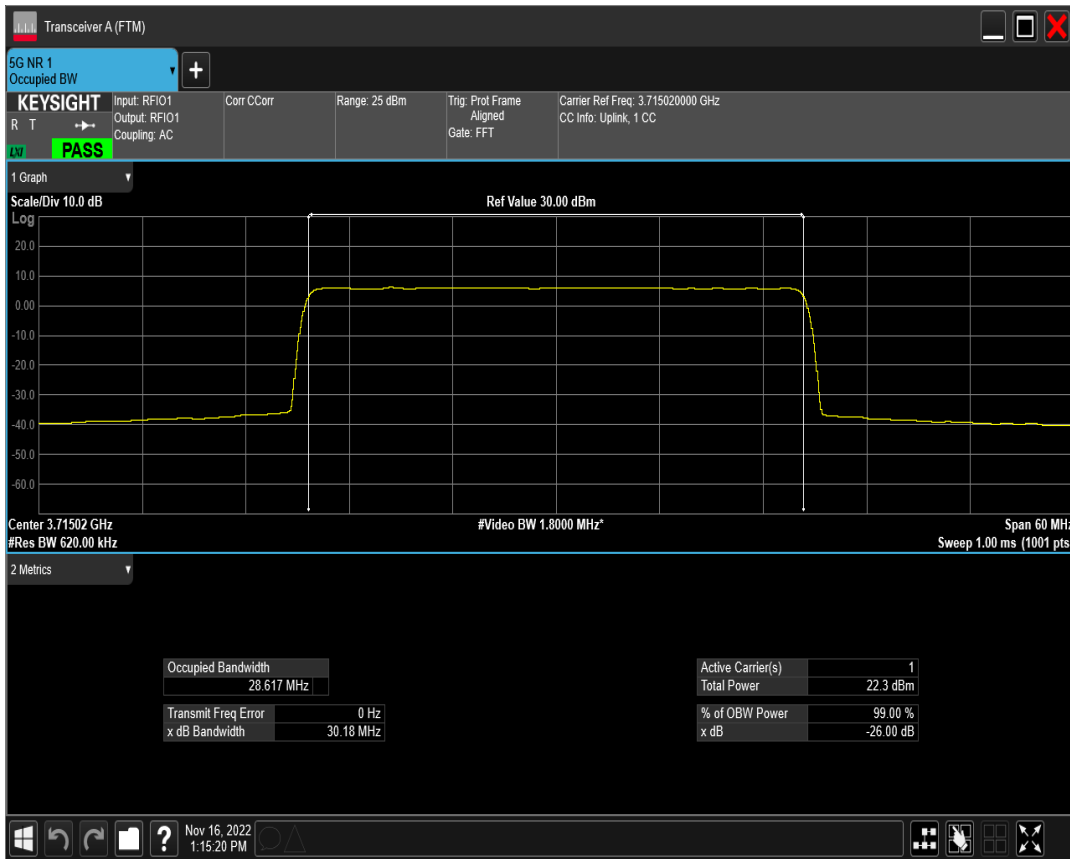 Transceiver A (FTM)
5G NR 1
Occupied BW
+
KEYSIGHT
R T
LXI
PASS
Input: RFIO1
Output: RFIO1
Coupling: AC
Corr CCorr
Range: 25 dBm
Trig: Prot Frame
Aligned
Gate: FFT
Carrier Ref Freq: 3.715020000 GHz
CC Info: Uplink, 1 CC
1 Graph
Scale/Div 10.0 dB
Ref Value 30.00 dBm
Log
20.0
10.0
0.00
-10.0
-20.0
-30.0
-40.0
-50.0
-60.0
Center 3.71502 GHz
#Video BW 1.8000 MHz*
Span 60 MHz
#Res BW 620.00 kHz
Sweep 1.00 ms (1001 pts
2 Metrics
Occupied Bandwidth
28.617 MHz
Transmit Freq Error 0 Hz
x dB Bandwidth 30.18 MHz
Active Carrier(s) 1
Total Power 22.3 dBm
% of OBW Power 99.00 %
x dB -26.00 dB
?
Nov 16, 2022
1:15:20 PM